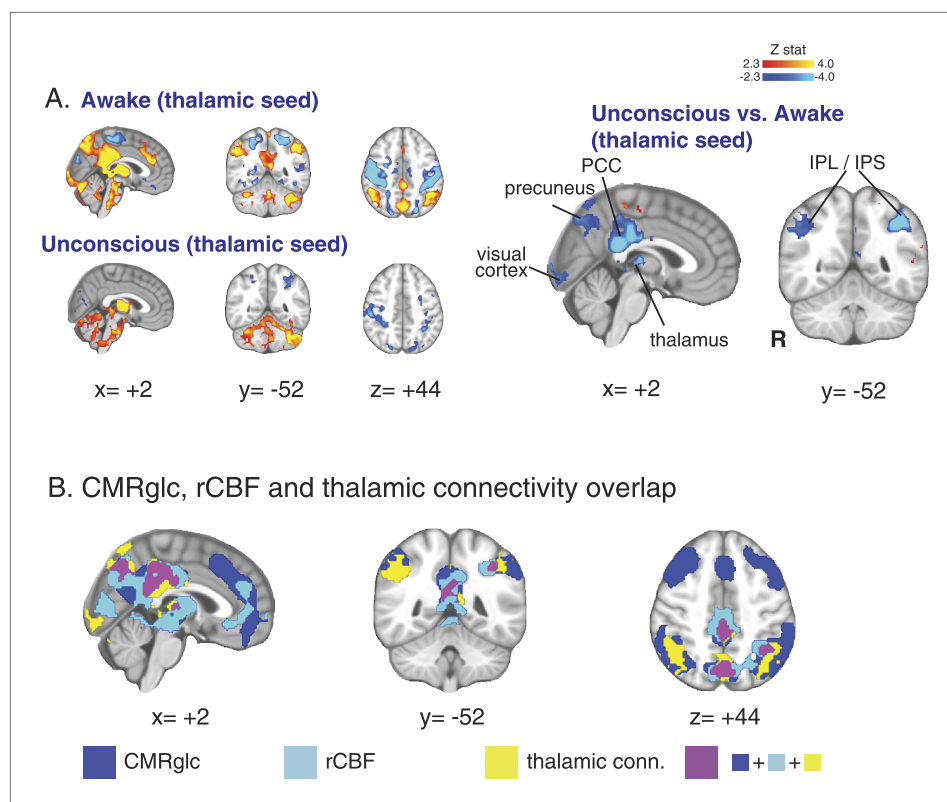 Z stat
2.3 4.0
-2.3 -4.0
A. Awake (thalamic seed)
Unconscious (thalamic seed)
x= +2 y= -52 z= +44
Unconscious vs. Awake
(thalamic seed)
PCC
precuneus
IPL / IPS
visual
cortex
thalamus
R
x= +2 y= -52
B. CMRglc, rCBF and thalamic connectivity overlap
x= +2 y= -52 z= +44
CMRglc rCBF thalamic conn. + +